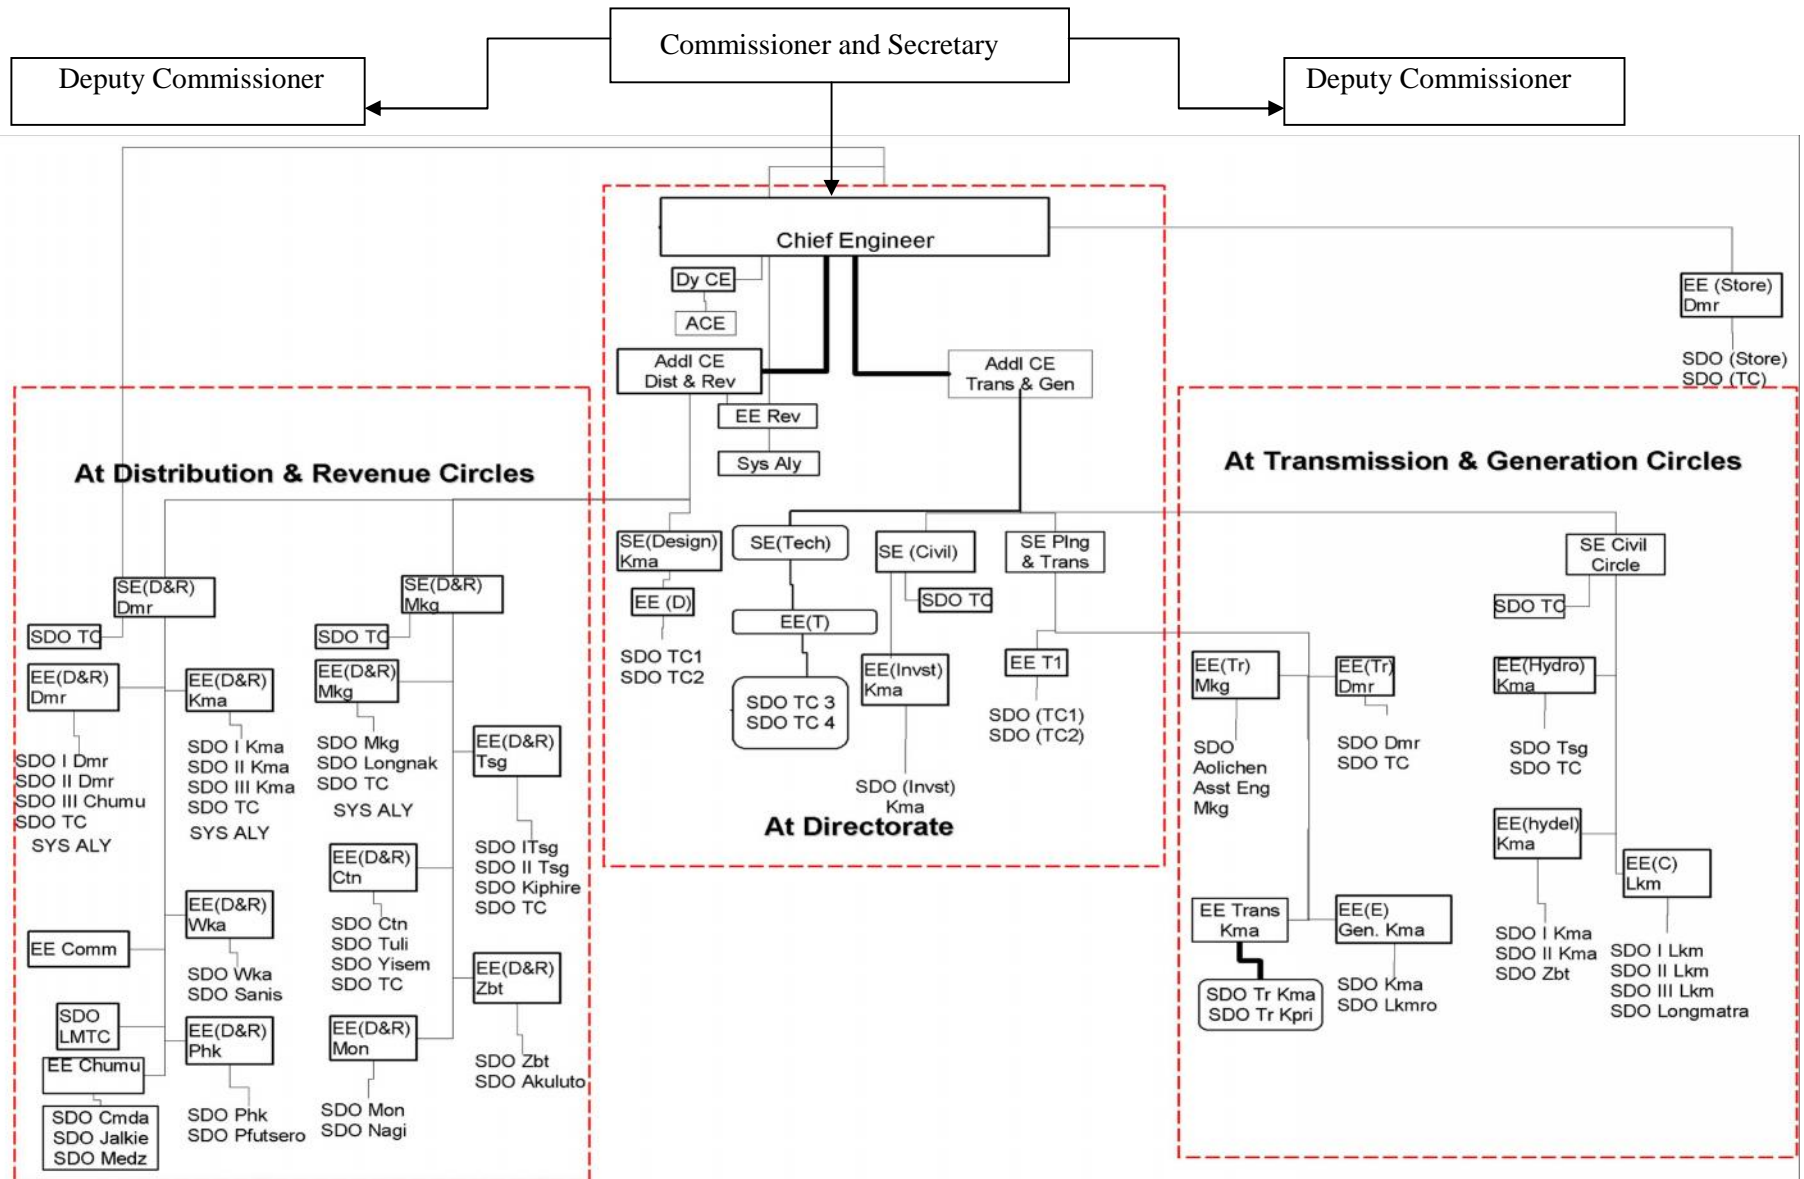 Commissioner and Secretary
Deputy Commissioner
Deputy Commissioner
Chief Engineer
Dy CE
ACE
EE (Store)
Dmr
SDO (Store)
SDO (TC)
Addl CE
Dist & Rev
Addl CE
Trans & Gen
EE Rev
Sys Aly
At Distribution & Revenue Circles
SE(D&R)
Dmr
SDO TC
EE(D&R)
Dmr
SDO I Dmr
SDO II Dmr
SDO III Chumu
SDO TC
SYS ALY
EE(D&R)
Kma
SDO I Kma
SDO II Kma
SDO III Kma
SDO TC
SYS ALY
EE(D&R)
Wka
SDO Wka
SDO Sanis
EE Comm
SDO
LMTC
EE(D&R)
Phk
SDO Phk
SDO Pfutsero
EE Chumu
SDO Cmda
SDO Jalkie
SDO Medz
SE(D&R)
Mkg
SDO TC
EE(D&R)
Mkg
SDO Mkg
SDO Longnak
SDO TC
SYS ALY
EE(D&R)
Tsg
SDO ITsg
SDO II Tsg
SDO Kiphire
SDO TC
EE(D&R)
Ctn
SDO Ctn
SDO Tuli
SDO Yisem
SDO TC
EE(D&R)
Zbt
SDO Zbt
SDO Akuluto
EE(D&R)
Mon
SDO Mon
SDO Nagi
SE(Design)
Kma
EE (D)
SDO TC1
SDO TC2
SE(Tech)
EE(T)
SDO TC 3
SDO TC 4
SE (Civil)
SDO TC
EE(Invst)
Kma
SDO (Invst)
Kma
SE Plng
& Trans
EE T1
SDO (TC1)
SDO (TC2)
At Directorate
At Transmission & Generation Circles
SE Civil
Circle
SDO TC
EE(Tr)
Mkg
SDO
Aolichen
Asst Eng
Mkg
EE(Tr)
Dmr
SDO Dmr
SDO TC
EE(Hydro)
Kma
SDO Tsg
SDO TC
EE(hydel)
Kma
SDO I Kma
SDO II Kma
SDO Zbt
EE(C)
Lkm
SDO I Lkm
SDO II Lkm
SDO III Lkm
SDO Longmatra
EE Trans
Kma
SDO Tr Kma
SDO Tr Kpri
EE(E)
Gen. Kma
SDO Kma
SDO Lkmro